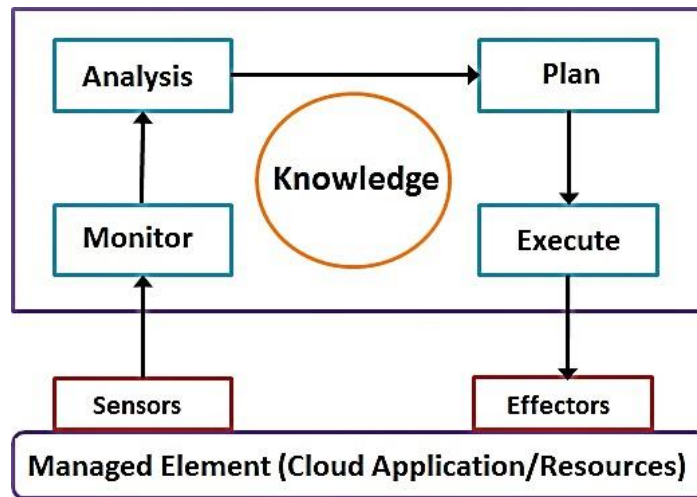 Analysis
Plan
Knowledge
Monitor
Execute
Sensors
Effectors
Managed Element (Cloud Application/Resources)